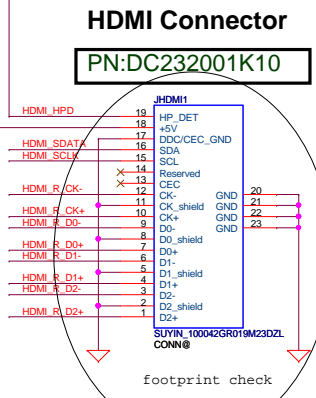 HDMI Connector
PN:DC232001K10
JHDMI1
HDMI_HPD 19 HP_DET
18 +5V
17 DDC/CEC_GND
HDMI_SDATA 16 SDA
HDMI_SCLK 15 SCL
14 Reserved
13 CEC
HDMI_R_CK- 12 CK- GND 20
11 CK_shield GND 21
HDMI_R_CK+ 10 CK+ GND 22
HDMI_R_D0- 9 D0- GND 23
8 D0_shield
HDMI_R_D0+ 7 D0+
HDMI_R_D1- 6 D1-
5 D1_shield
HDMI_R_D1+ 4 D1+
HDMI_R_D2- 3 D2-
2 D2_shield
HDMI_R_D2+ 1 D2+
SUYIN_100042GR019M23DZL
CONN@
footprint check